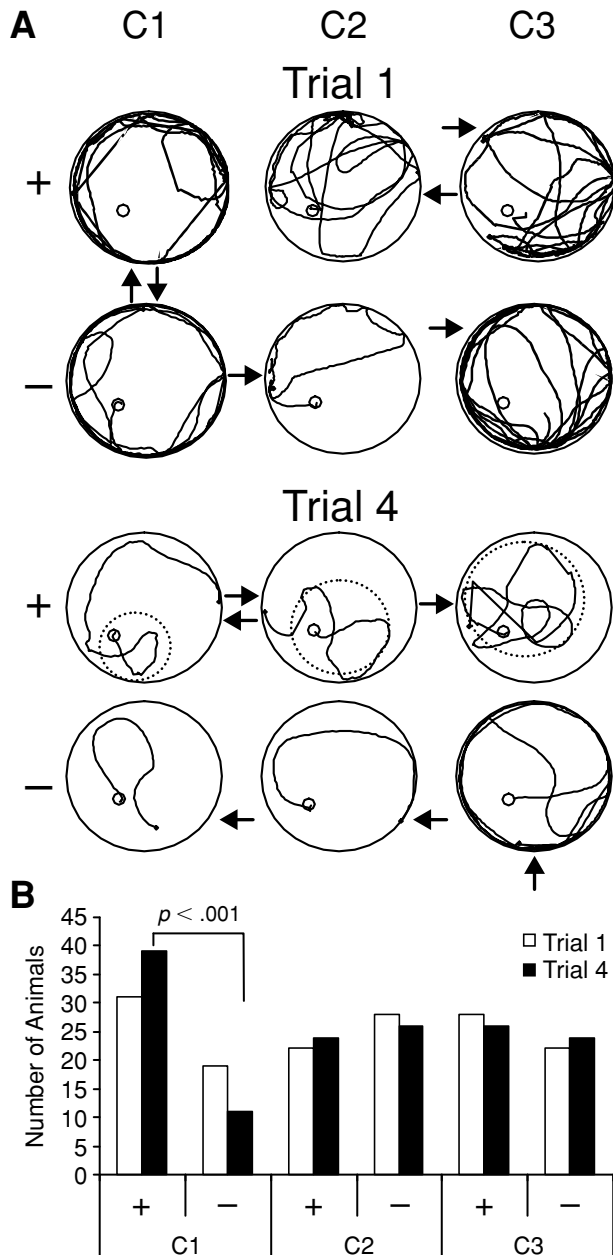 A C1 C2 C3
Trial 1
+
−
Trial 4
+
−
B
45
40
35
30
25
20
15
10
5
0
Number of Animals
p < .001
Trial 1
Trial 4
+ − + − + −
C1 C2 C3